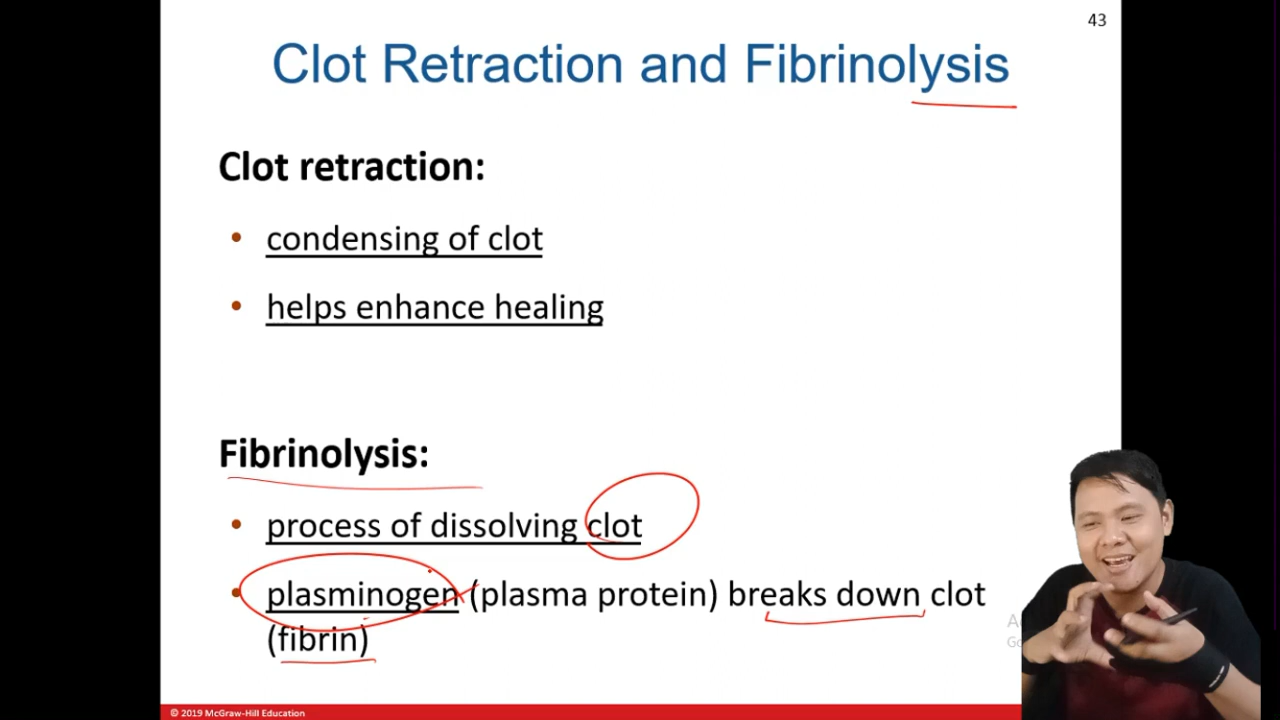 43
Clot Retraction and Fibrinolysis
Clot retraction:
• condensing of clot
• helps enhance healing
Fibrinolysis:
• process of dissolving clot
• plasminogen (plasma protein) breaks down clot
(fibrin)
© 2019 McGraw-Hill Education